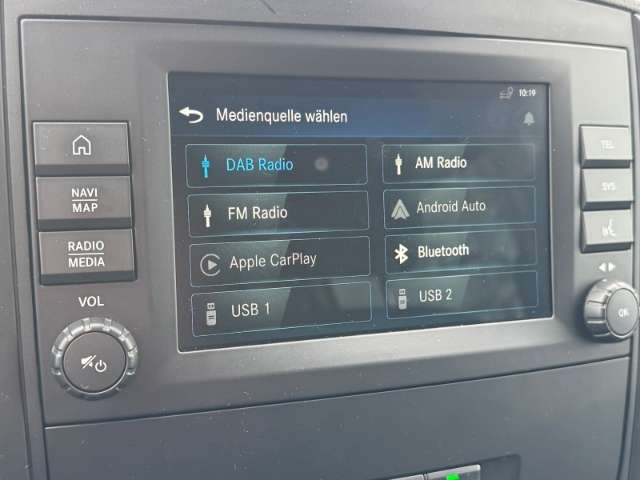 10:19
Medienquelle wählen
DAB Radio
AM Radio
FM Radio
Android Auto
Apple CarPlay
Bluetooth
USB 1
USB 2
NAVI
MAP
RADIO
MEDIA
VOL
TEL
SYS
OK